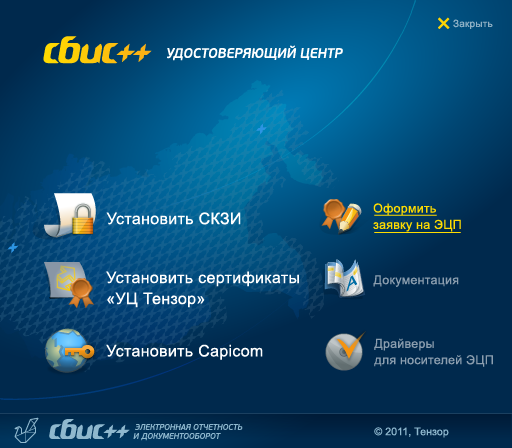 Закрыть
сбис++ УДОСТОВЕРЯЮЩИЙ ЦЕНТР
Установить СКЗИ
Оформить
заявку на ЭЦП
Установить сертификаты
«УЦ Тензор»
Документация
Установить Capicom
Драйверы
для носителей ЭЦП
сбис++ ЭЛЕКТРОННАЯ ОТЧЕТНОСТЬ
И ДОКУМЕНТООБОРОТ
© 2011, Тензор